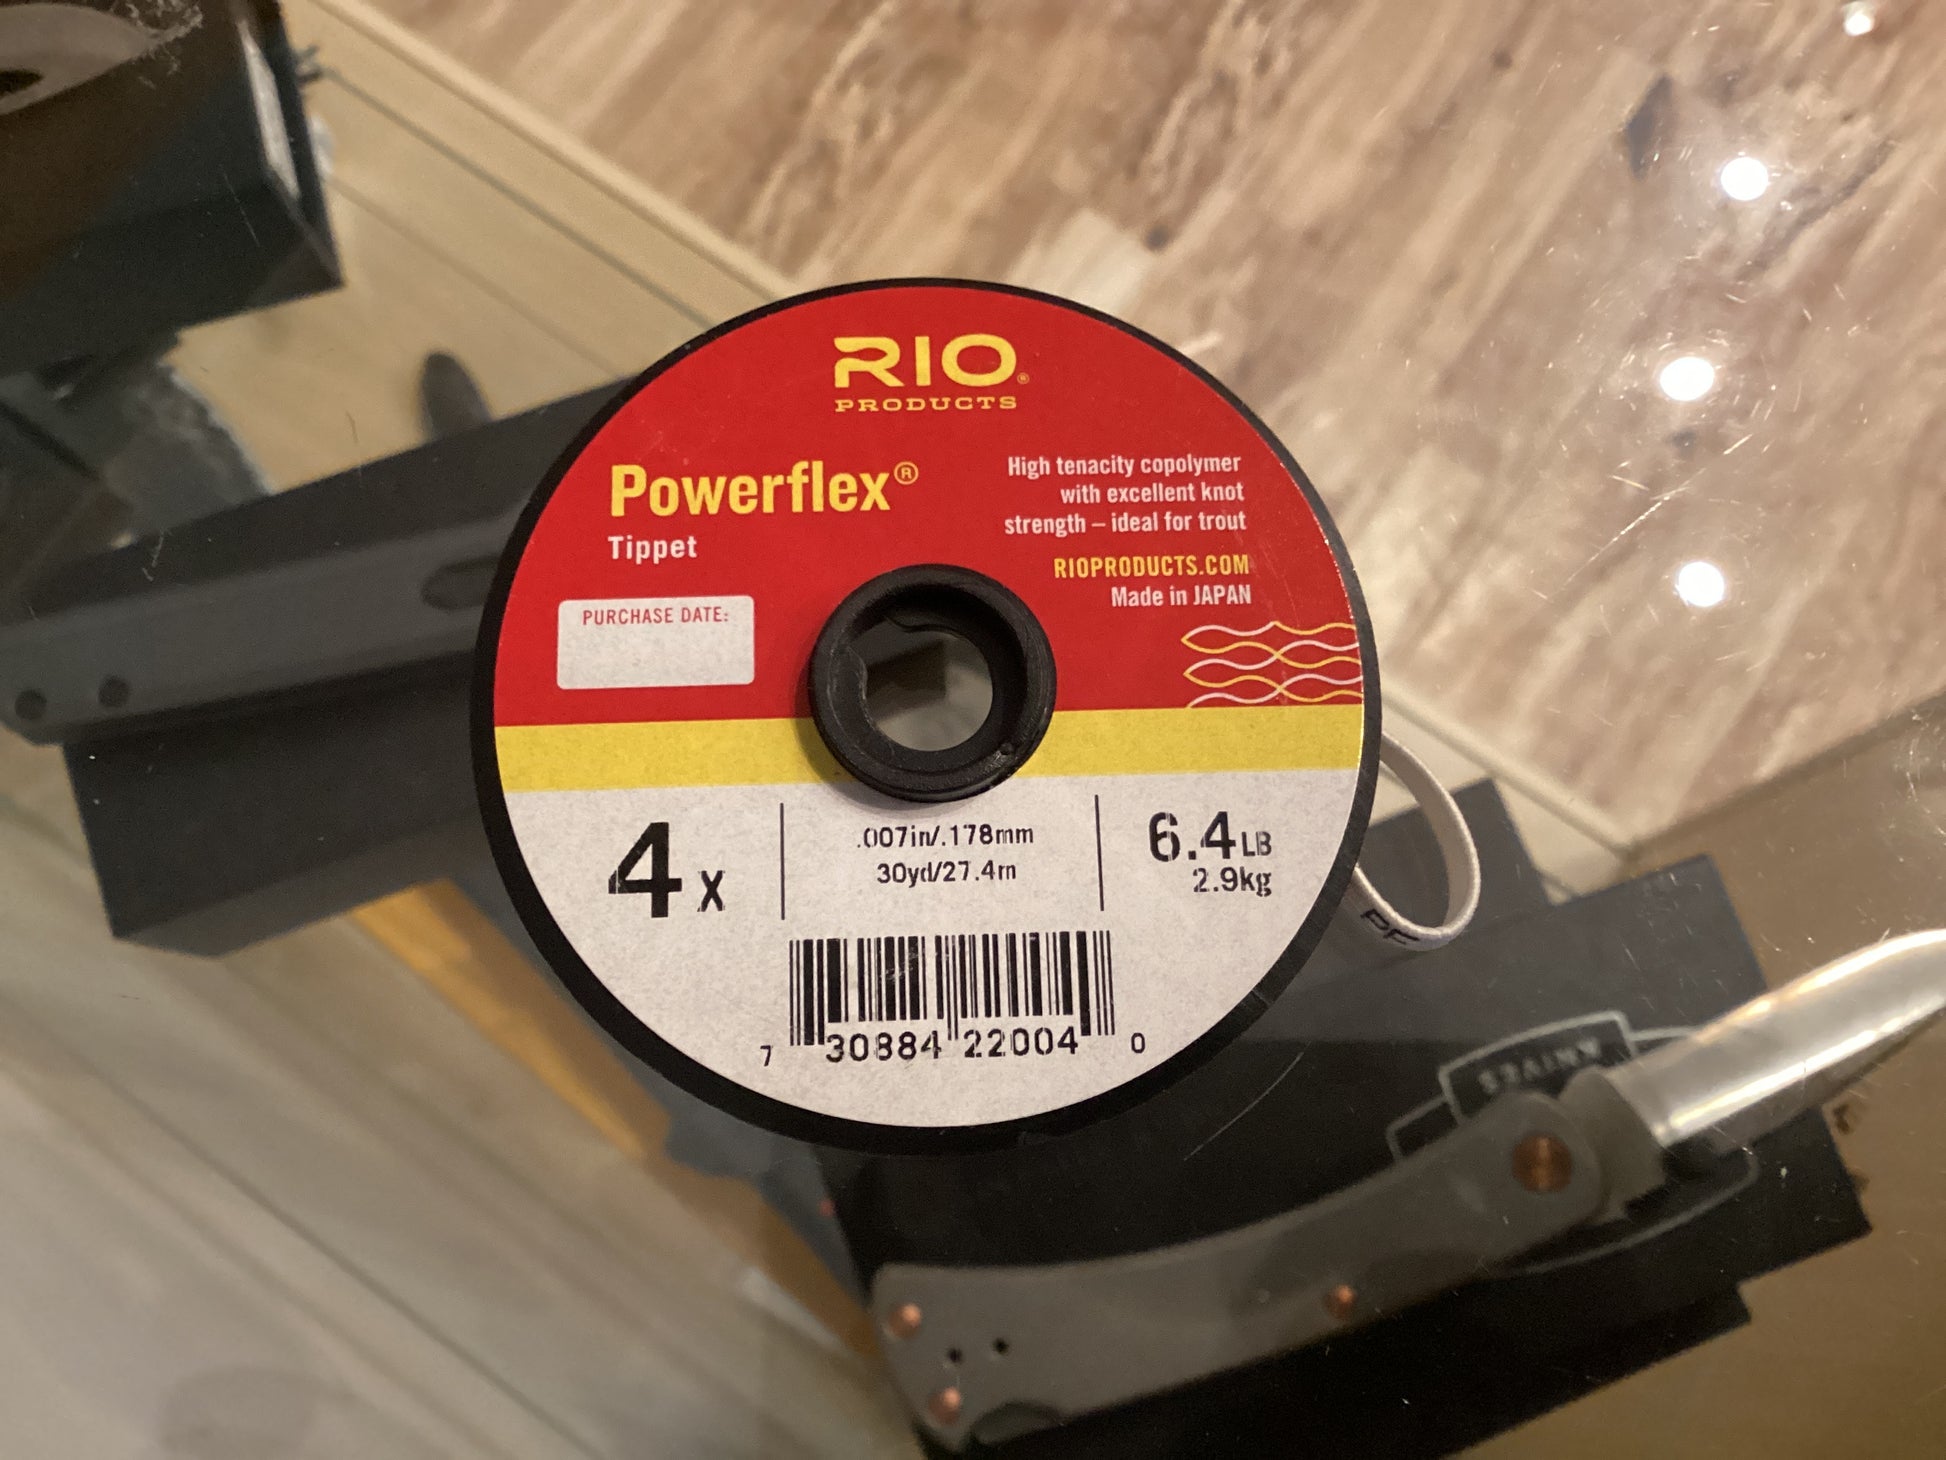 RIO®
PRODUCTS
Powerflex®
Tippet
High tenacity copolymer
with excellent knot
strength – ideal for trout
RIOPRODUCTS.COM
Made in JAPAN
PURCHASE DATE:
4x
.007in/.178mm
30yd/27.4m
6.4LB
2.9kg
7 30884 22004 0
PF